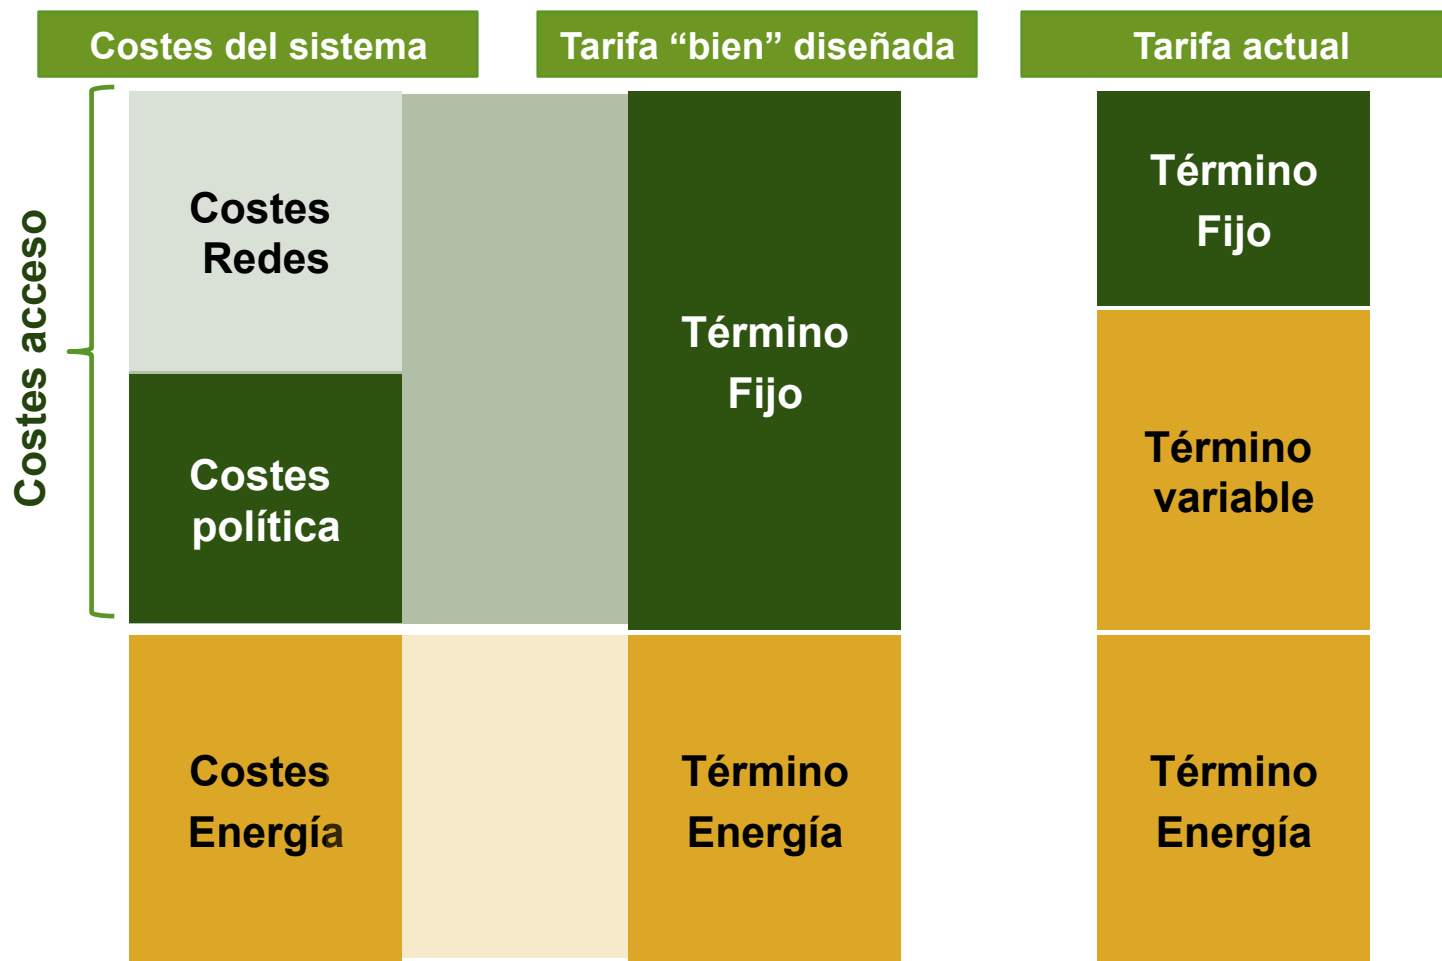 Costes del sistema
Tarifa “bien” diseñada
Tarifa actual
Costes acceso
Costes
Redes
Costes
política
Costes
Energía
Término
Fijo
Término
Energía
Término
Fijo
Término
variable
Término
Energía